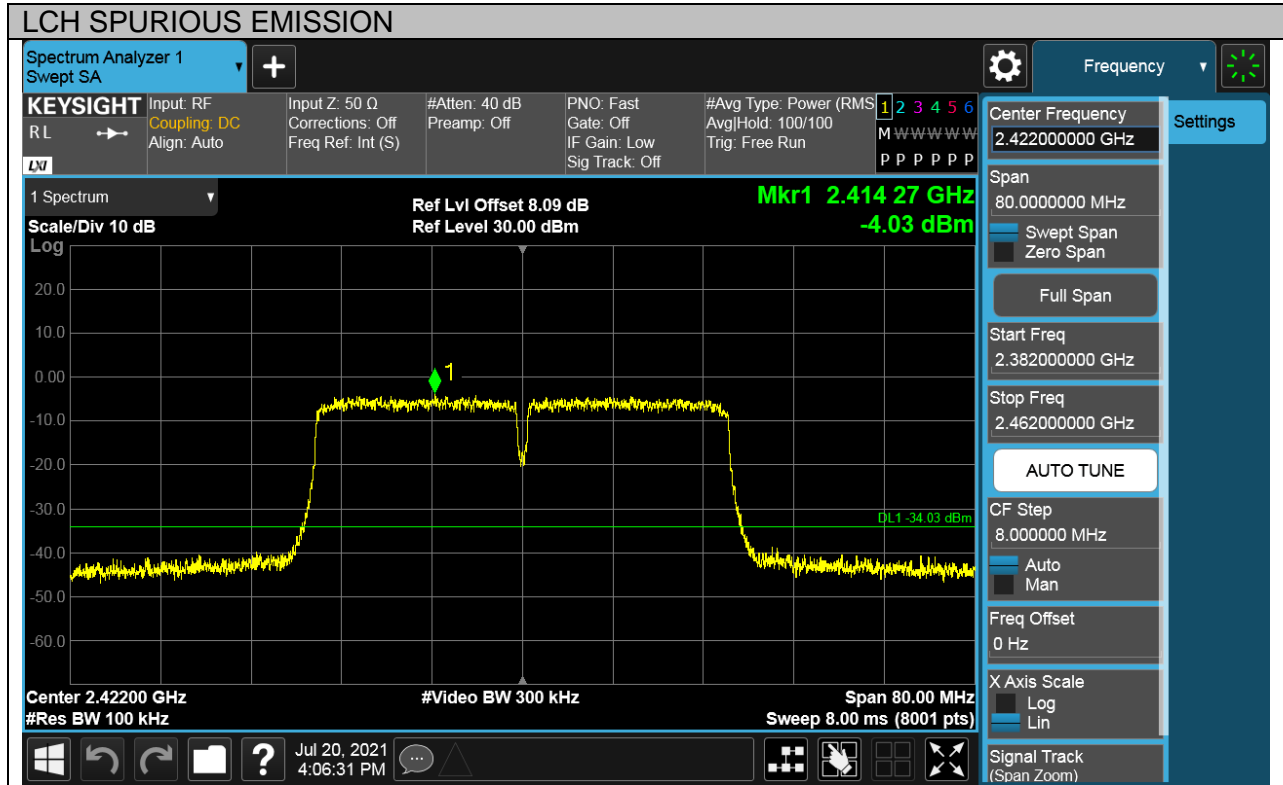 LCH SPURIOUS EMISSION
Spectrum Analyzer 1
Swept SA
Frequency
KEYSIGHT
RL
LXI
Input: RF
Coupling: DC
Align: Auto
Input Z: 50 Ω
Corrections: Off
Freq Ref: Int (S)
#Atten: 40 dB
Preamp: Off
PNO: Fast
Gate: Off
IF Gain: Low
Sig Track: Off
#Avg Type: Power (RMS
Avg|Hold: 100/100
Trig: Free Run
1 2 3 4 5 6
M W W W W W
P P P P P P
1 Spectrum
Scale/Div 10 dB
Ref Lvl Offset 8.09 dB
Ref Level 30.00 dBm
Mkr1 2.414 27 GHz
-4.03 dBm
Log
20.0
10.0
0.00
-10.0
-20.0
-30.0
-40.0
-50.0
-60.0
1
DL1 -34.03 dBm
Center 2.42200 GHz
#Res BW 100 kHz
#Video BW 300 kHz
Span 80.00 MHz
Sweep 8.00 ms (8001 pts)
Jul 20, 2021
4:06:31 PM
?
Center Frequency
2.422000000 GHz
Settings
Span
80.0000000 MHz
Swept Span
Zero Span
Full Span
Start Freq
2.382000000 GHz
Stop Freq
2.462000000 GHz
AUTO TUNE
CF Step
8.000000 MHz
Auto
Man
Freq Offset
0 Hz
X Axis Scale
Log
Lin
Signal Track
(Span Zoom)